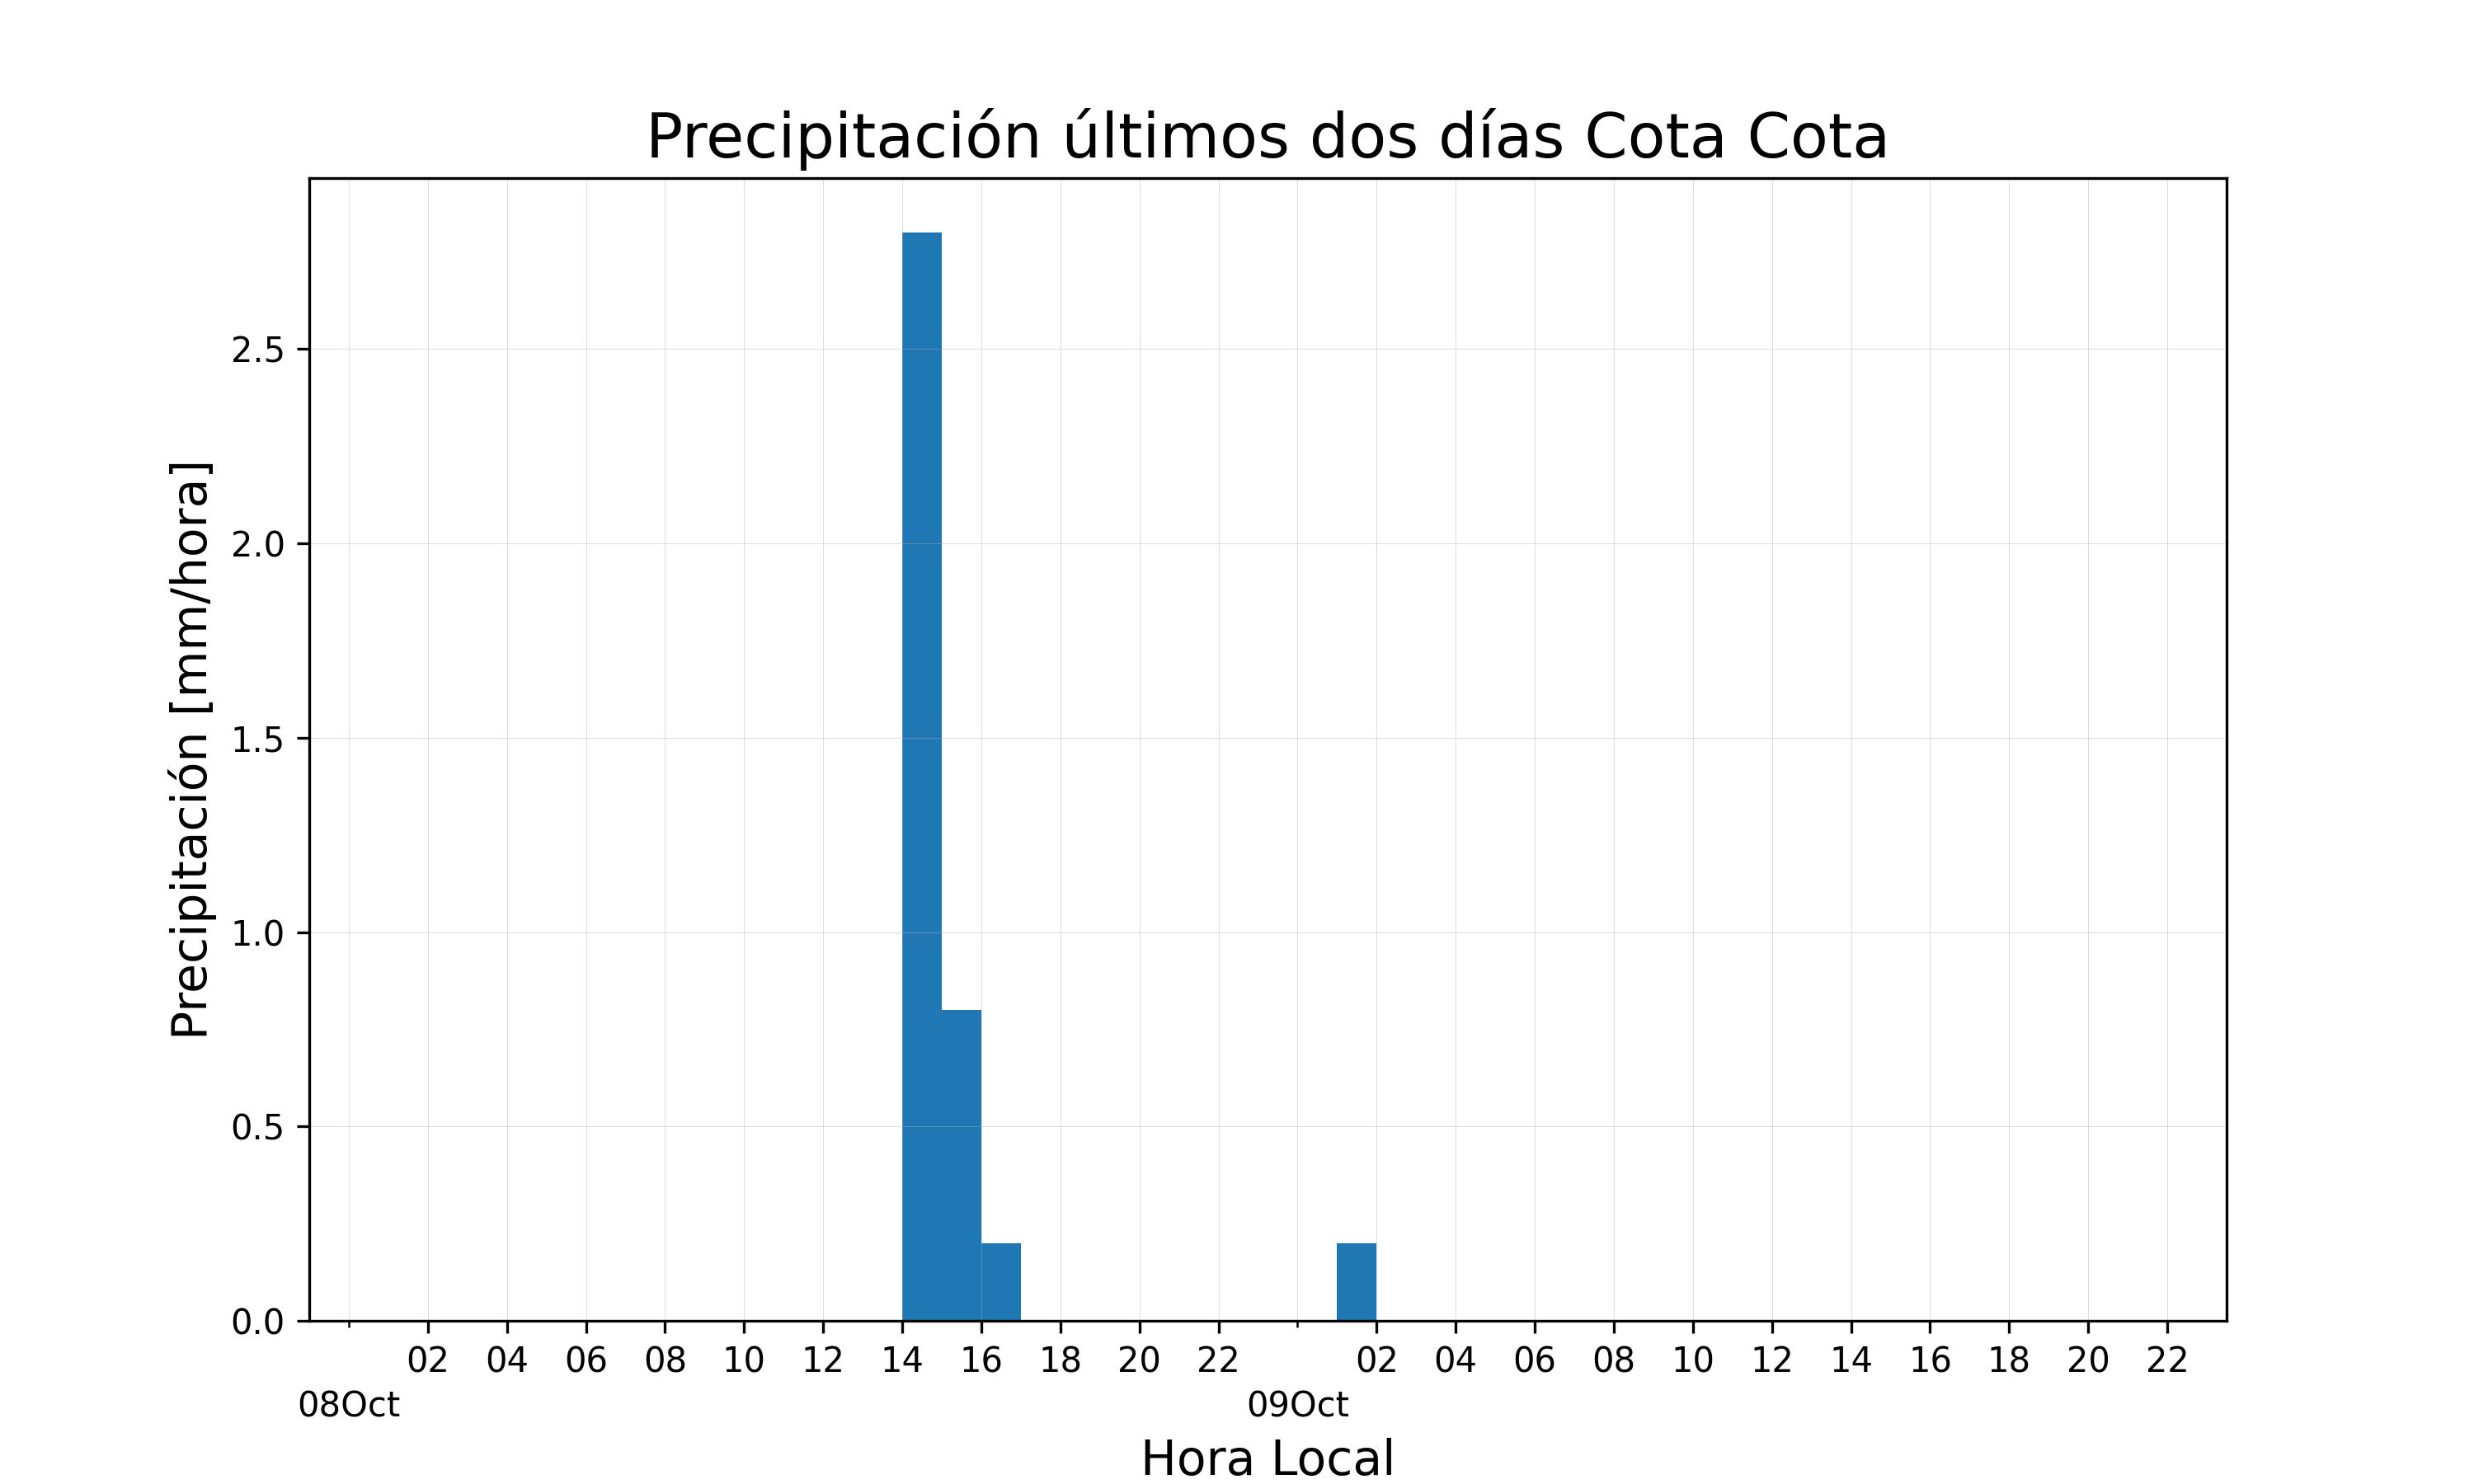 Precipitación últimos dos días Cota Cota
Precipitación [mm/hora]
2.5
2.0
1.5
1.0
0.5
0.0
02 04 06 08 10 12 14 16 18 20 22 02 04 06 08 10 12 14 16 18 20 22
08Oct 09Oct
Hora Local